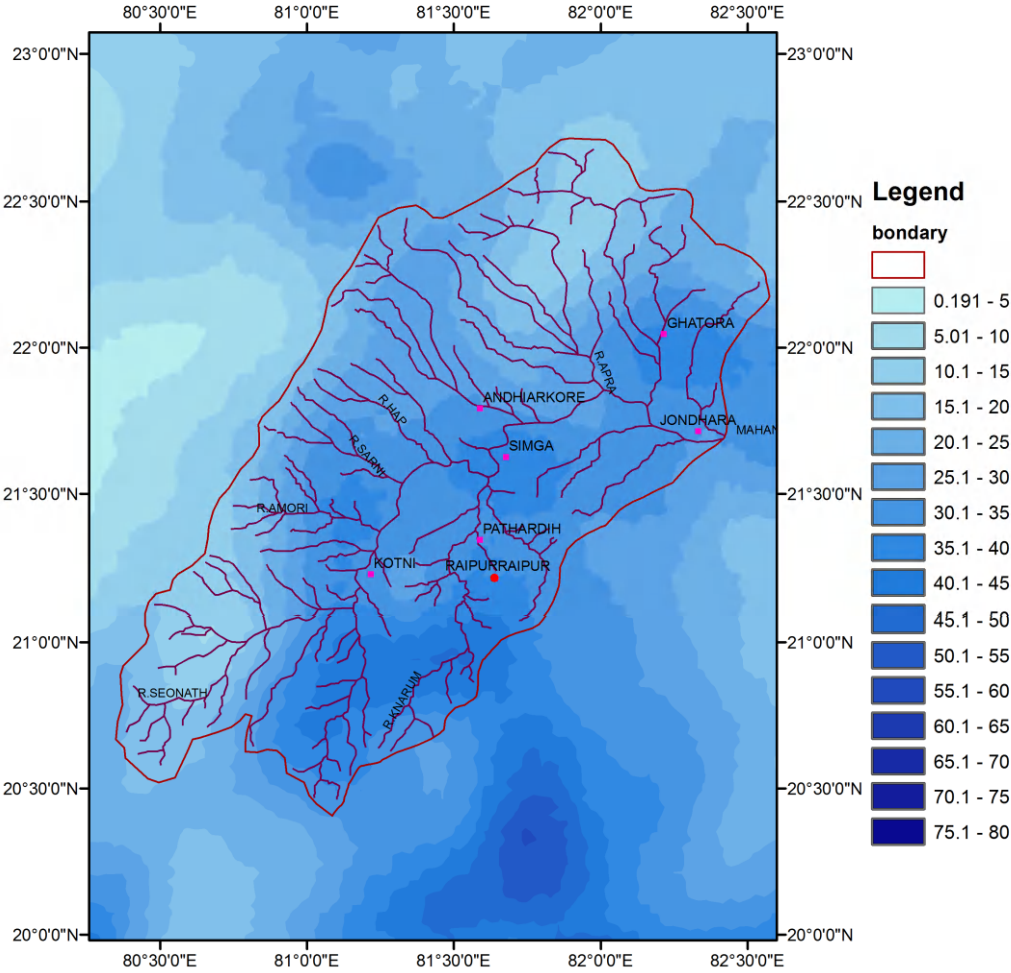 80°30'0"E 81°0'0"E 81°30'0"E 82°0'0"E 82°30'0"E
23°0'0"N 23°0'0"N
22°30'0"N 22°30'0"N
22°0'0"N 22°0'0"N
21°30'0"N 21°30'0"N
21°0'0"N 21°0'0"N
20°30'0"N 20°30'0"N
20°0'0"N 20°0'0"N
80°30'0"E 81°0'0"E 81°30'0"E 82°0'0"E 82°30'0"E
GHATORA
R.APRA
ANDHIARKORE
R.HAP
JONDHARA
MAHAN
SIMGA
R.SARNI
R.AMORI
PATHARDIH
KOTNI
RAIPURRAIPUR
R.SEONATH
R.KNARUM
Legend
bondary
0.191 - 5
5.01 - 10
10.1 - 15
15.1 - 20
20.1 - 25
25.1 - 30
30.1 - 35
35.1 - 40
40.1 - 45
45.1 - 50
50.1 - 55
55.1 - 60
60.1 - 65
65.1 - 70
70.1 - 75
75.1 - 80